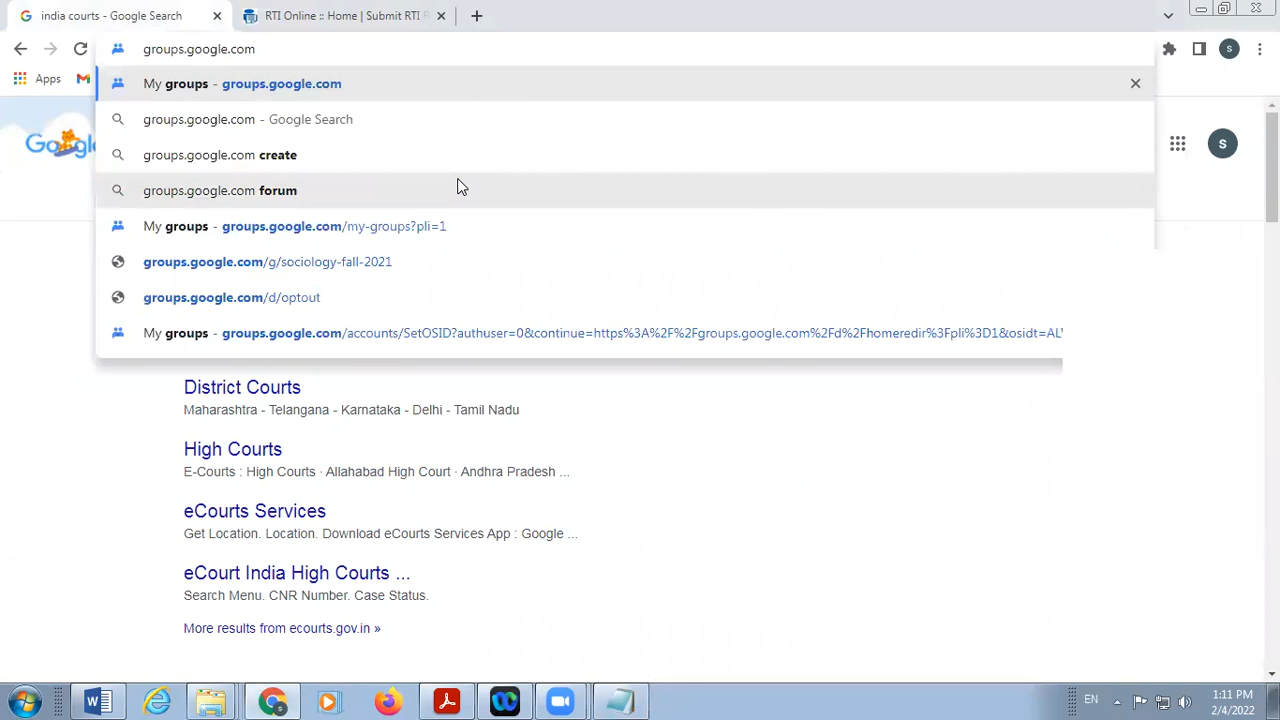 india courts - Google Search
RTI Online :: Home | Submit RTI R
groups.google.com
Apps
S
My groups - groups.google.com
groups.google.com - Google Search
groups.google.com create
groups.google.com forum
My groups - groups.google.com/my-groups?pli=1
groups.google.com/g/sociology-fall-2021
groups.google.com/d/optout
My groups - groups.google.com/accounts/SetOSID?authuser=0&continue=https%3A%2F%2Fgroups.google.com%2Fd%2Fhomeredir%3Fpli%3D1&osidt=AL
Googl
S
District Courts
Maharashtra - Telangana - Karnataka - Delhi - Tamil Nadu
High Courts
E-Courts : High Courts · Allahabad High Court · Andhra Pradesh ...
eCourts Services
Get Location. Location. Download eCourts Services App : Google ...
eCourt India High Courts ...
Search Menu. CNR Number. Case Status.
More results from ecourts.gov.in »
EN
1:11 PM
2/4/2022